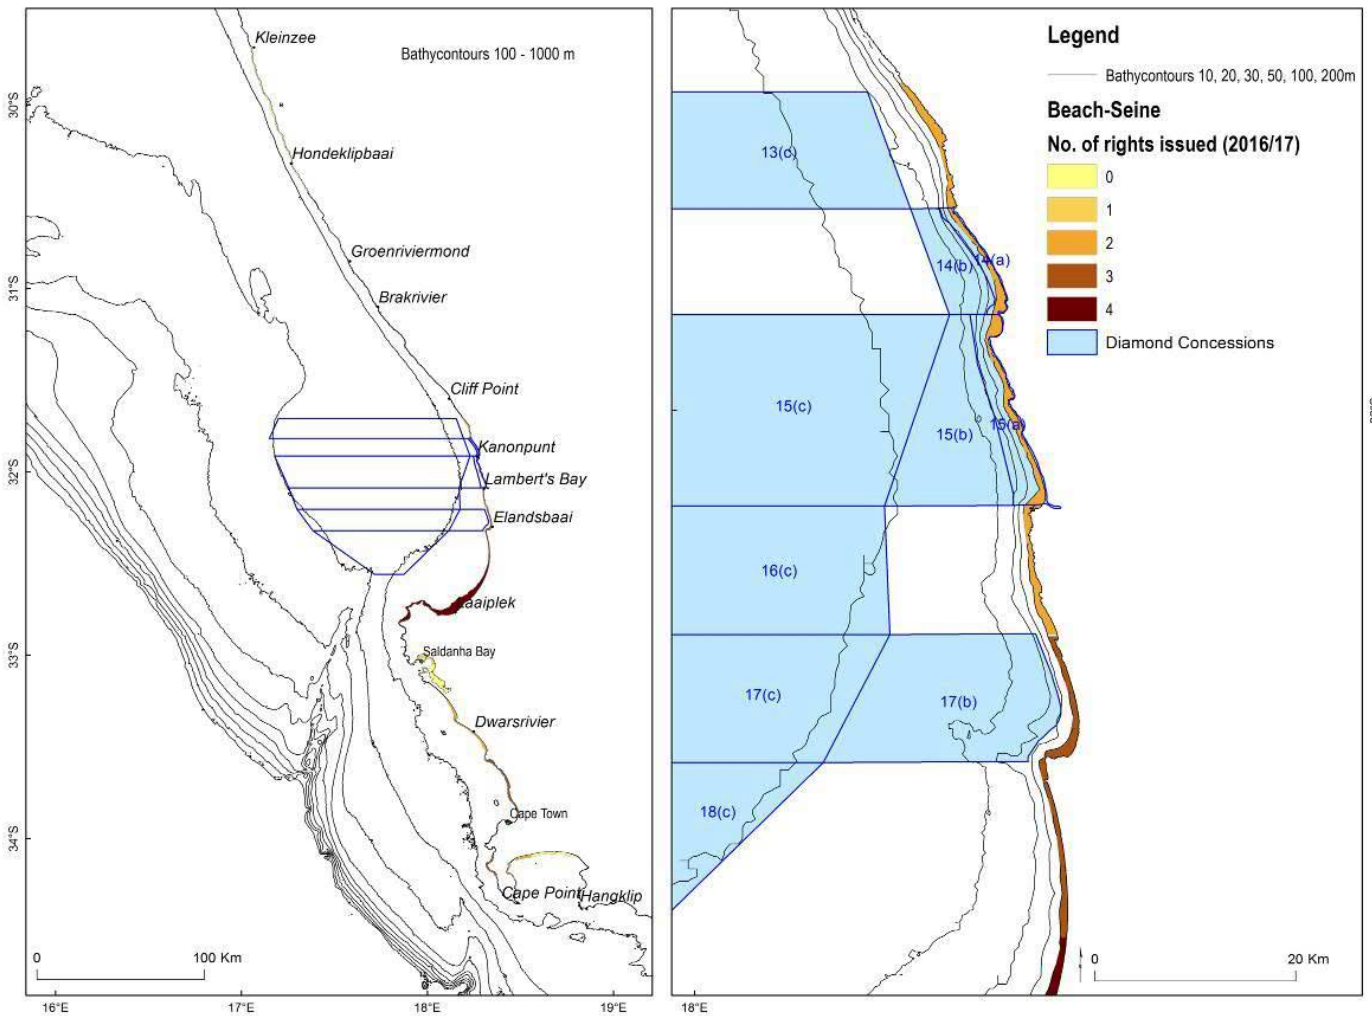 Kleinzee
Bathycontours 100 - 1000 m
30°S
Hondeklipbaai
Groenriviermond
31°S
Brakrivier
Cliff Point
Kanonpunt
32°S
Lambert's Bay
Elandsbaai
Saldanha Bay
33°S
Dwarsrivier
Cape Town
34°S
Cape Point
Hangklip
0 100 Km
16°E 17°E 18°E 19°E
Legend
Bathycontours 10, 20, 30, 50, 100, 200m
Beach-Seine
No. of rights issued (2016/17)
0
1
2
3
4
Diamond Concessions
13(c)
14(b)
14(a)
15(c)
15(b)
15(a)
16(c)
17(c)
17(b)
18(c)
0 20 Km
18°E